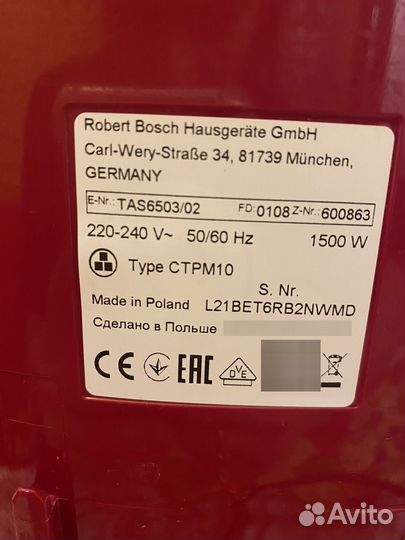 Robert Bosch Hausgeräte GmbH
Carl-Wery-Straße 34, 81739 München,
GERMANY
E-Nr.: TAS6503/02 FD: 0108 Z-Nr.: 600863
220-240 V~ 50/60 Hz 1500 W
Type CTPM10
S. Nr.
Made in Poland L21BET6RB2NWMD
Сделано в Польше
CE EAC DVE
Avito